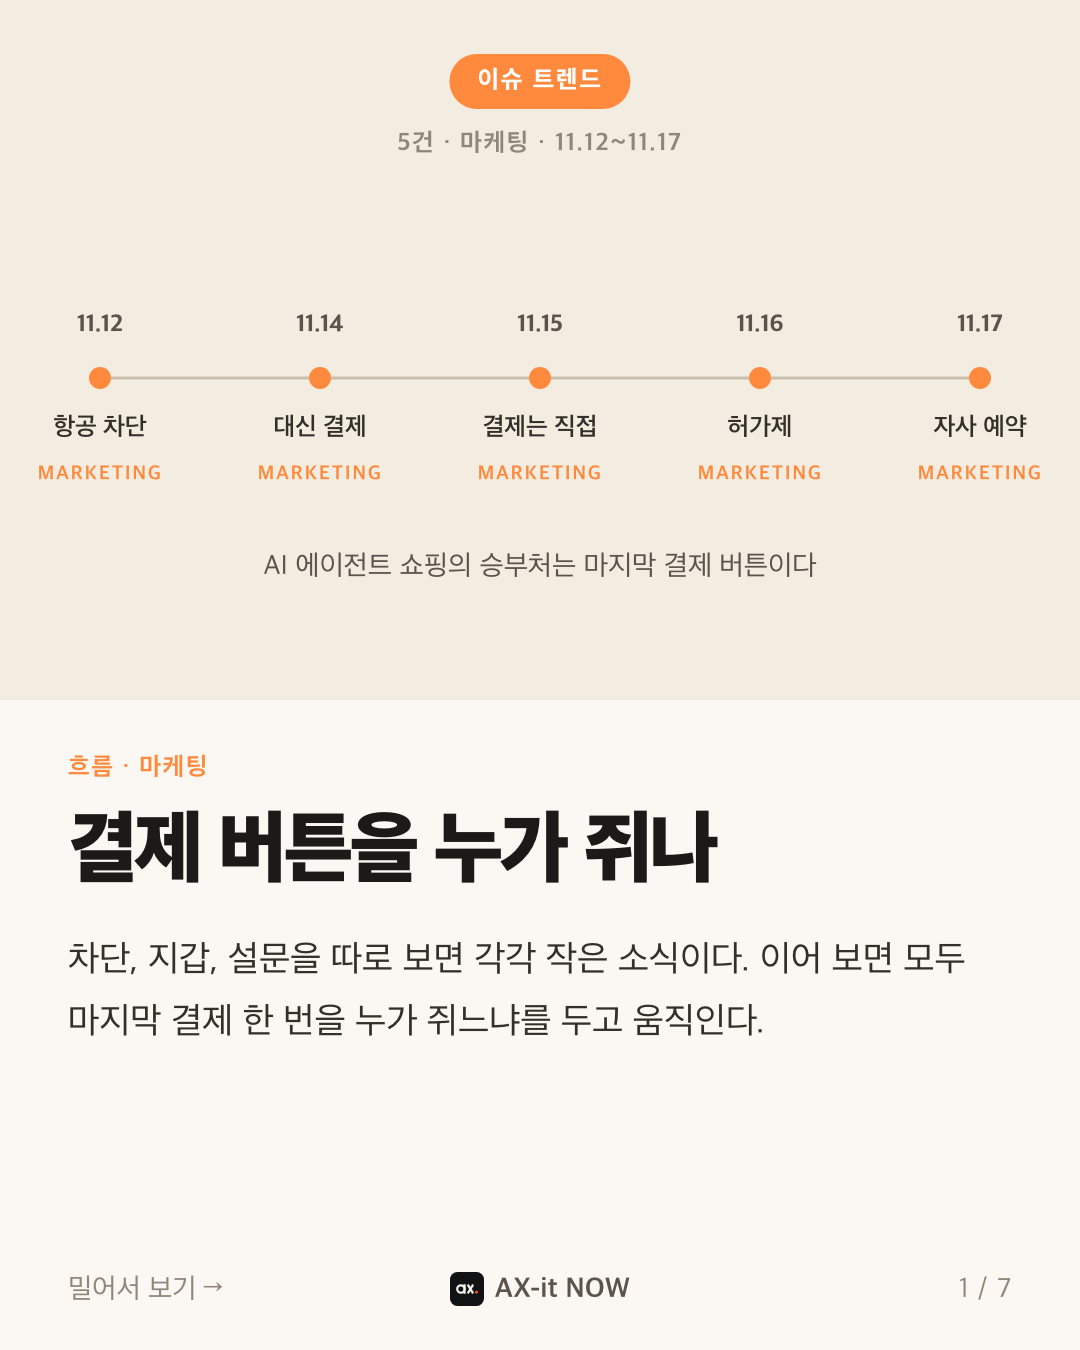 이슈 트렌드
5건 · 마케팅 · 11.12~11.17
11.12 11.14 11.15 11.16 11.17
항공 차단 대신 결제 결제는 직접 허가제 자사 예약
MARKETING MARKETING MARKETING MARKETING MARKETING
AI 에이전트 쇼핑의 승부처는 마지막 결제 버튼이다
흐름 · 마케팅
결제 버튼을 누가 쥐나
차단, 지갑, 설문을 따로 보면 각각 작은 소식이다. 이어 보면 모두
마지막 결제 한 번을 누가 쥐느냐를 두고 움직인다.
밀어서 보기 → ax. AX-it NOW 1 / 7